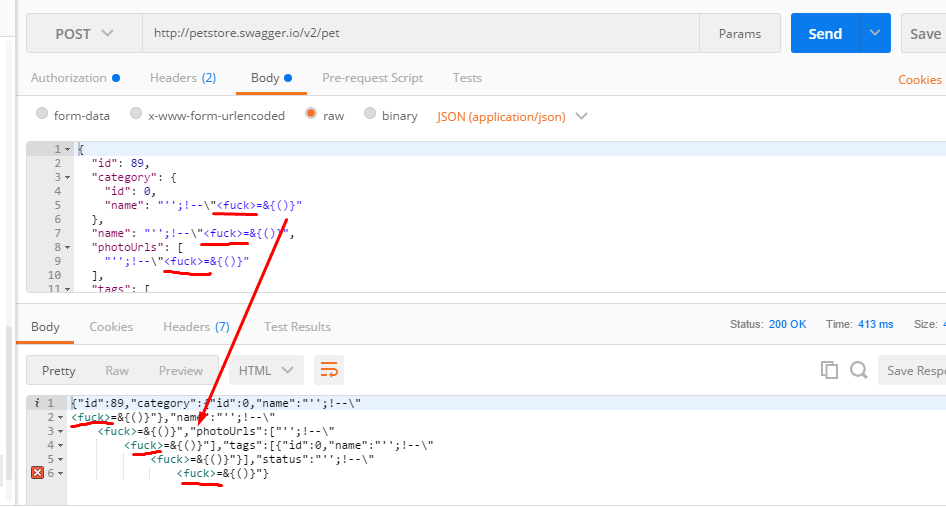 POST http://petstore.swagger.io/v2/pet Params Send Save
Authorization Headers (2) Body Pre-request Script Tests Cookies
form-data x-www-form-urlencoded raw binary JSON (application/json)
1 {
2 "id": 89,
3 "category": {
4 "id": 0,
5 "name": "'';!--\"<fuck>=&{()}"
6 },
7 "name": "'';!--\"<fuck>=&{()}",
8 "photoUrls": [
9 "'';!--\"<fuck>=&{()}"
10 ],
11 "tags": [
Body Cookies Headers (7) Test Results Status: 200 OK Time: 413 ms Size: 4
Pretty Raw Preview HTML Save Resp
i 1 {"id":89,"category":{"id":0,"name":"'';!--\"
2 <fuck>=&{()}"},"name":"'';!--\"
3 <fuck>=&{()}","photoUrls":["'';!--\"
4 <fuck>=&{()}"],"tags":[{"id":0,"name":"'';!--\"
5 <fuck>=&{()}"}],"status":"'';!--\"
6 <fuck>=&{()}"}